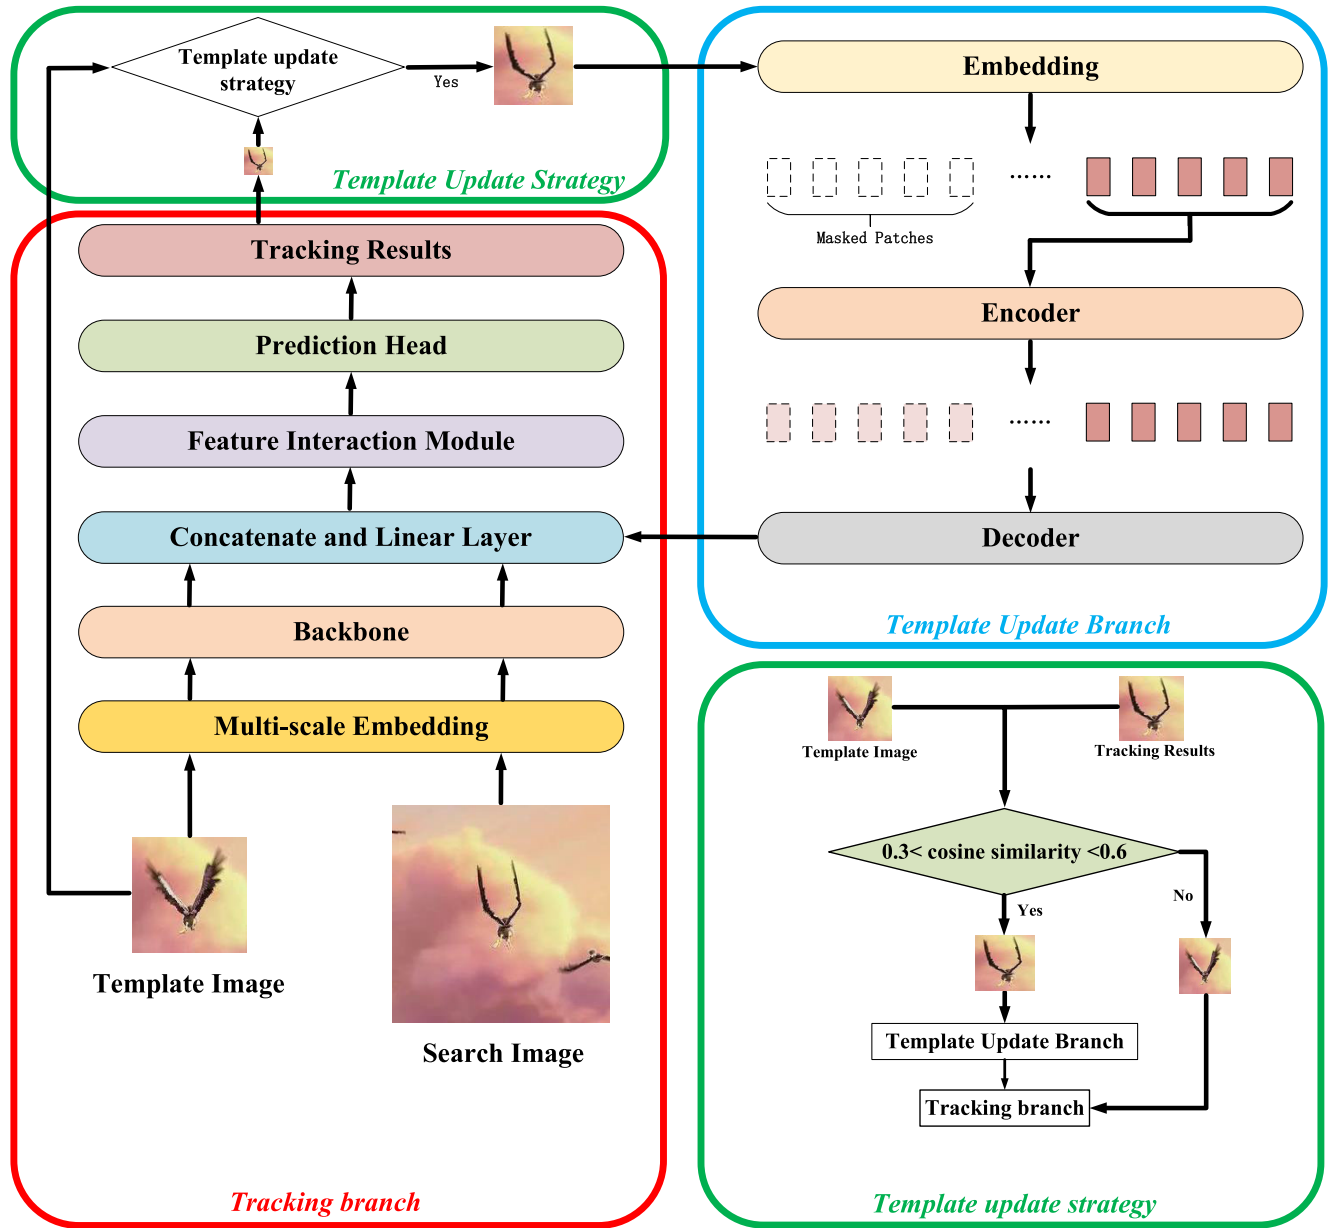 Template update
strategy
Yes
Template Update Strategy
Tracking Results
Prediction Head
Feature Interaction Module
Concatenate and Linear Layer
Backbone
Multi-scale Embedding
Template Image
Search Image
Tracking branch
Embedding
......
Masked Patches
Encoder
......
Decoder
Template Update Branch
Template Image
Tracking Results
0.3< cosine similarity <0.6
Yes
No
Template Update Branch
Tracking branch
Template update strategy